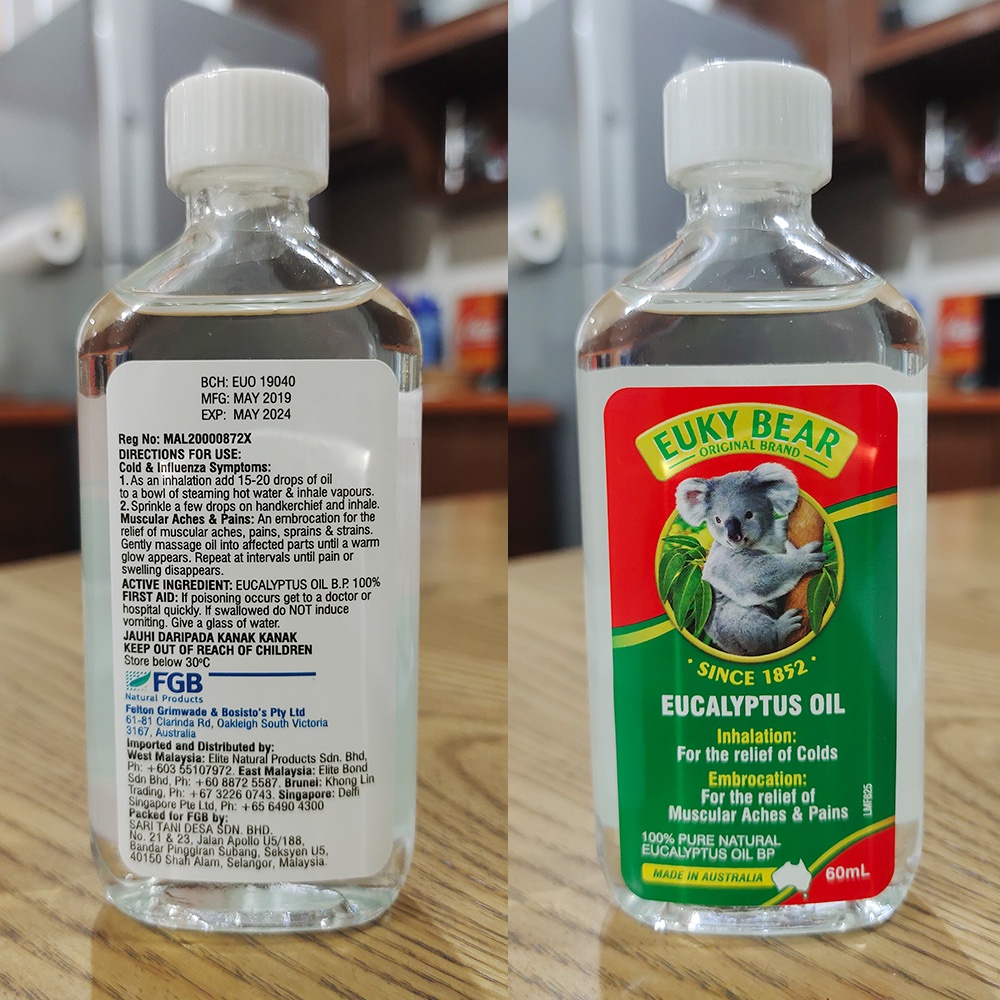 BCH: EUO 19040
MFG: MAY 2019
EXP: MAY 2024
Reg No: MAL20000872X
DIRECTIONS FOR USE:
Cold & Influenza Symptoms:
1. As an inhalation add 15-20 drops of oil
to a bowl of steaming hot water & inhale vapours.
2. Sprinkle a few drops on handkerchief and inhale.
Muscular Aches & Pains: An embrocation for the
relief of muscular aches, pains, sprains & strains.
Gently massage oil into affected parts until a warm
glow appears. Repeat at intervals until pain or
swelling disappears.
ACTIVE INGREDIENT: EUCALYPTUS OIL B.P. 100%
FIRST AID: If poisoning occurs get to a doctor or
hospital quickly. If swallowed do NOT induce
vomiting. Give a glass of water.
JAUHI DARIPADA KANAK KANAK
KEEP OUT OF REACH OF CHILDREN
Store below 30°C
FGB
Natural Products
Felton Grimwade & Bosisto's Pty Ltd
61-81 Clarinda Rd, Oakleigh South Victoria
3167, Australia
Imported and Distributed by:
West Malaysia: Elite Natural Products Sdn. Bhd,
Ph: +603 55107972. East Malaysia: Elite Bond
Sdn Bhd, Ph: +60 8872 5587. Brunei: Khong Lin
Trading, Ph: +67 3226 0743. Singapore: Delfi
Singapore Pte Ltd, Ph: +65 6490 4300
Packed for FGB by:
SARI TANI DESA SDN. BHD.
No. 21 & 23, Jalan Apollo U5/188,
Bandar Pinggiran Subang, Seksyen U5,
40150 Shah Alam, Selangor, Malaysia.
EUKY BEAR
ORIGINAL BRAND
SINCE 1852
EUCALYPTUS OIL
Inhalation:
For the relief of Colds
Embrocation:
For the relief of
Muscular Aches & Pains
LMFB25
100% PURE NATURAL
EUCALYPTUS OIL BP
MADE IN AUSTRALIA
60mL